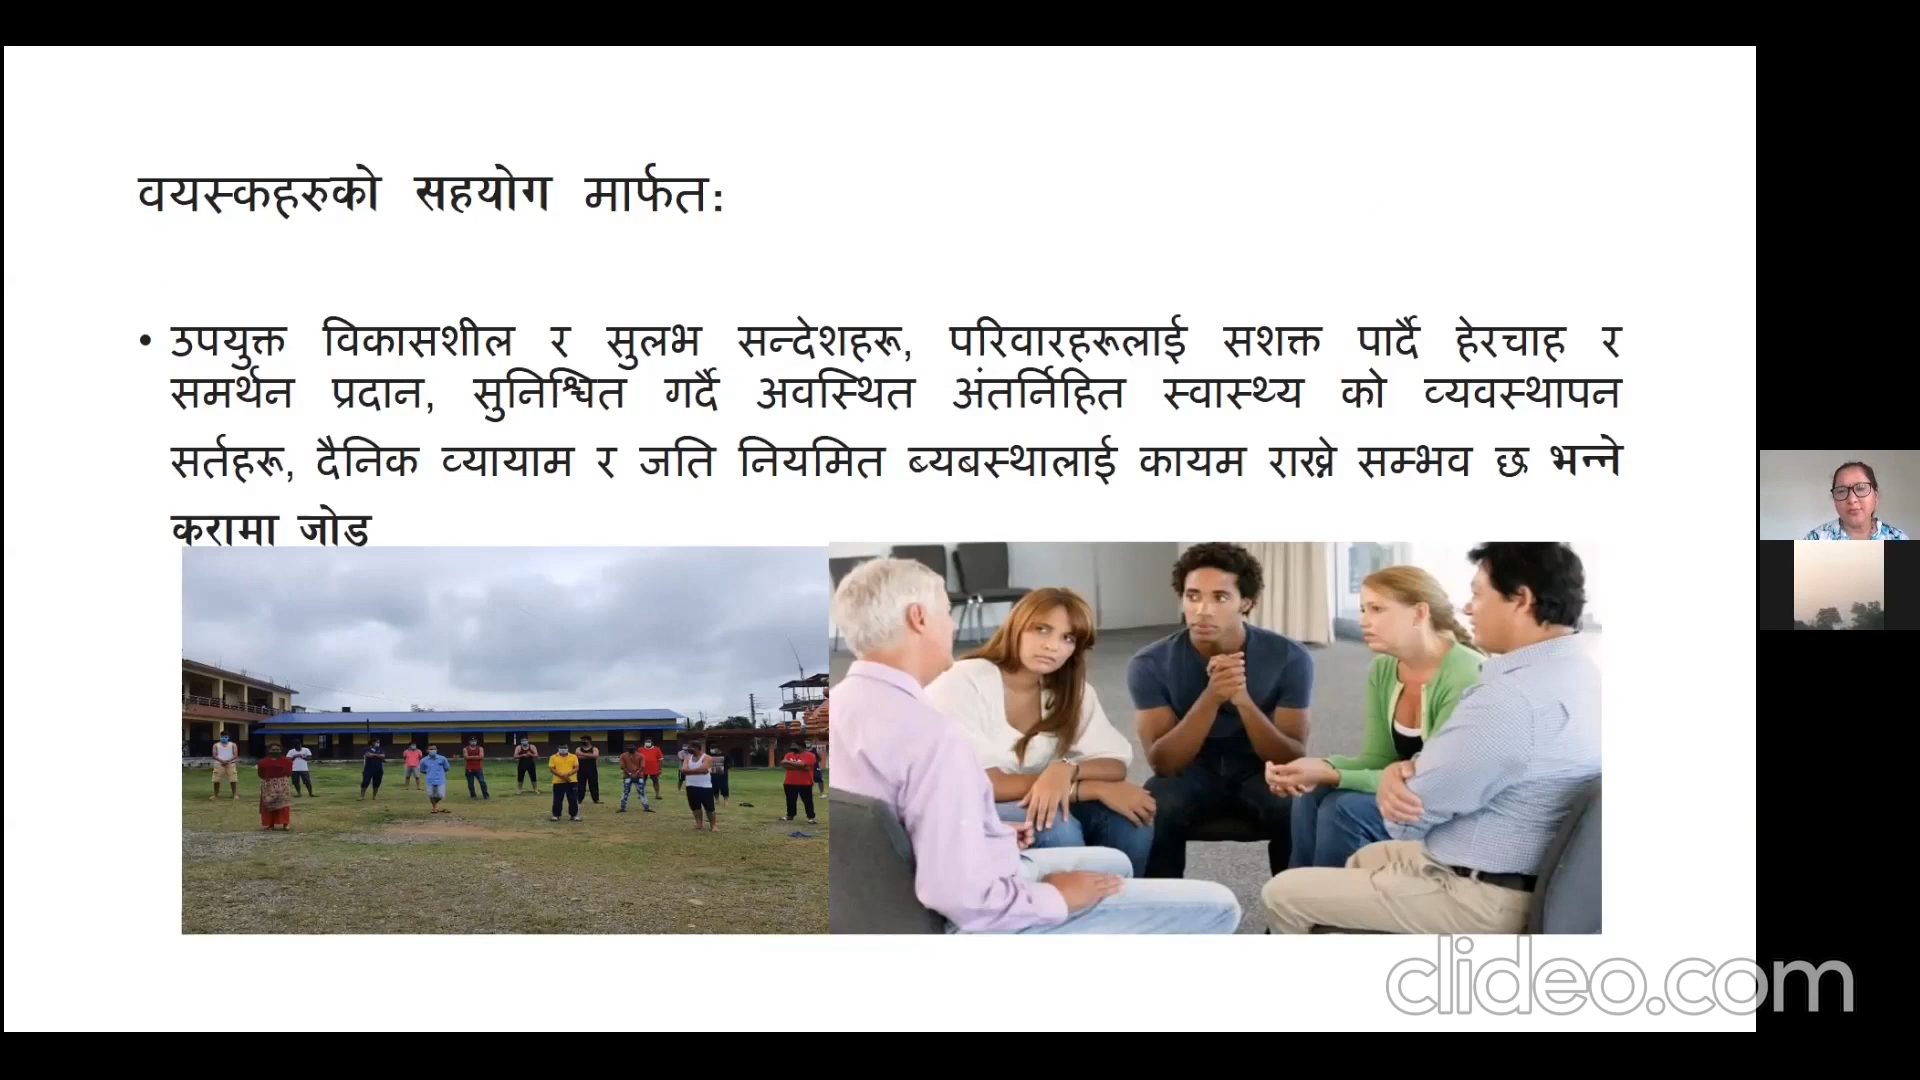 वयस्कहरुको सहयोग मार्फत:
• उपयुक्त विकासशील र सुलभ सन्देशहरू, परिवारहरूलाई सशक्त पार्दै हेरचाह र
समर्थन प्रदान, सुनिश्चित गर्दै अवस्थित अंतर्निहित स्वास्थ्य को व्यवस्थापन
सर्तहरू, दैनिक व्यायाम र जति नियमित ब्यबस्थालाई कायम राख्ने सम्भव छ भन्ने
करामा जोड
clideo.com